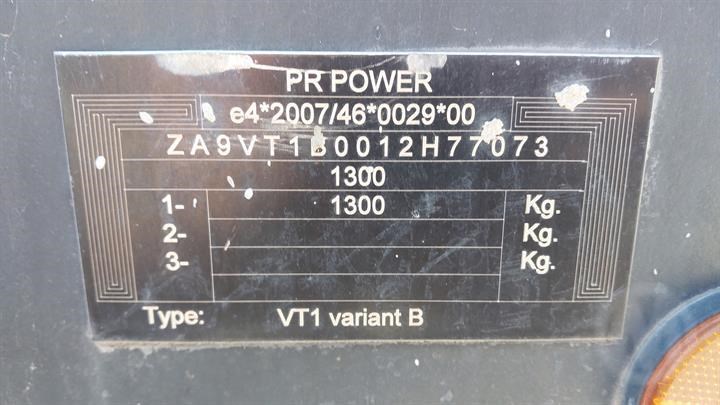 PR POWER
e4*2007/46*0029*00
ZA9VT1B0012H77073
1300
1- 1300 Kg.
2- Kg.
3- Kg.
Type: VT1 variant B